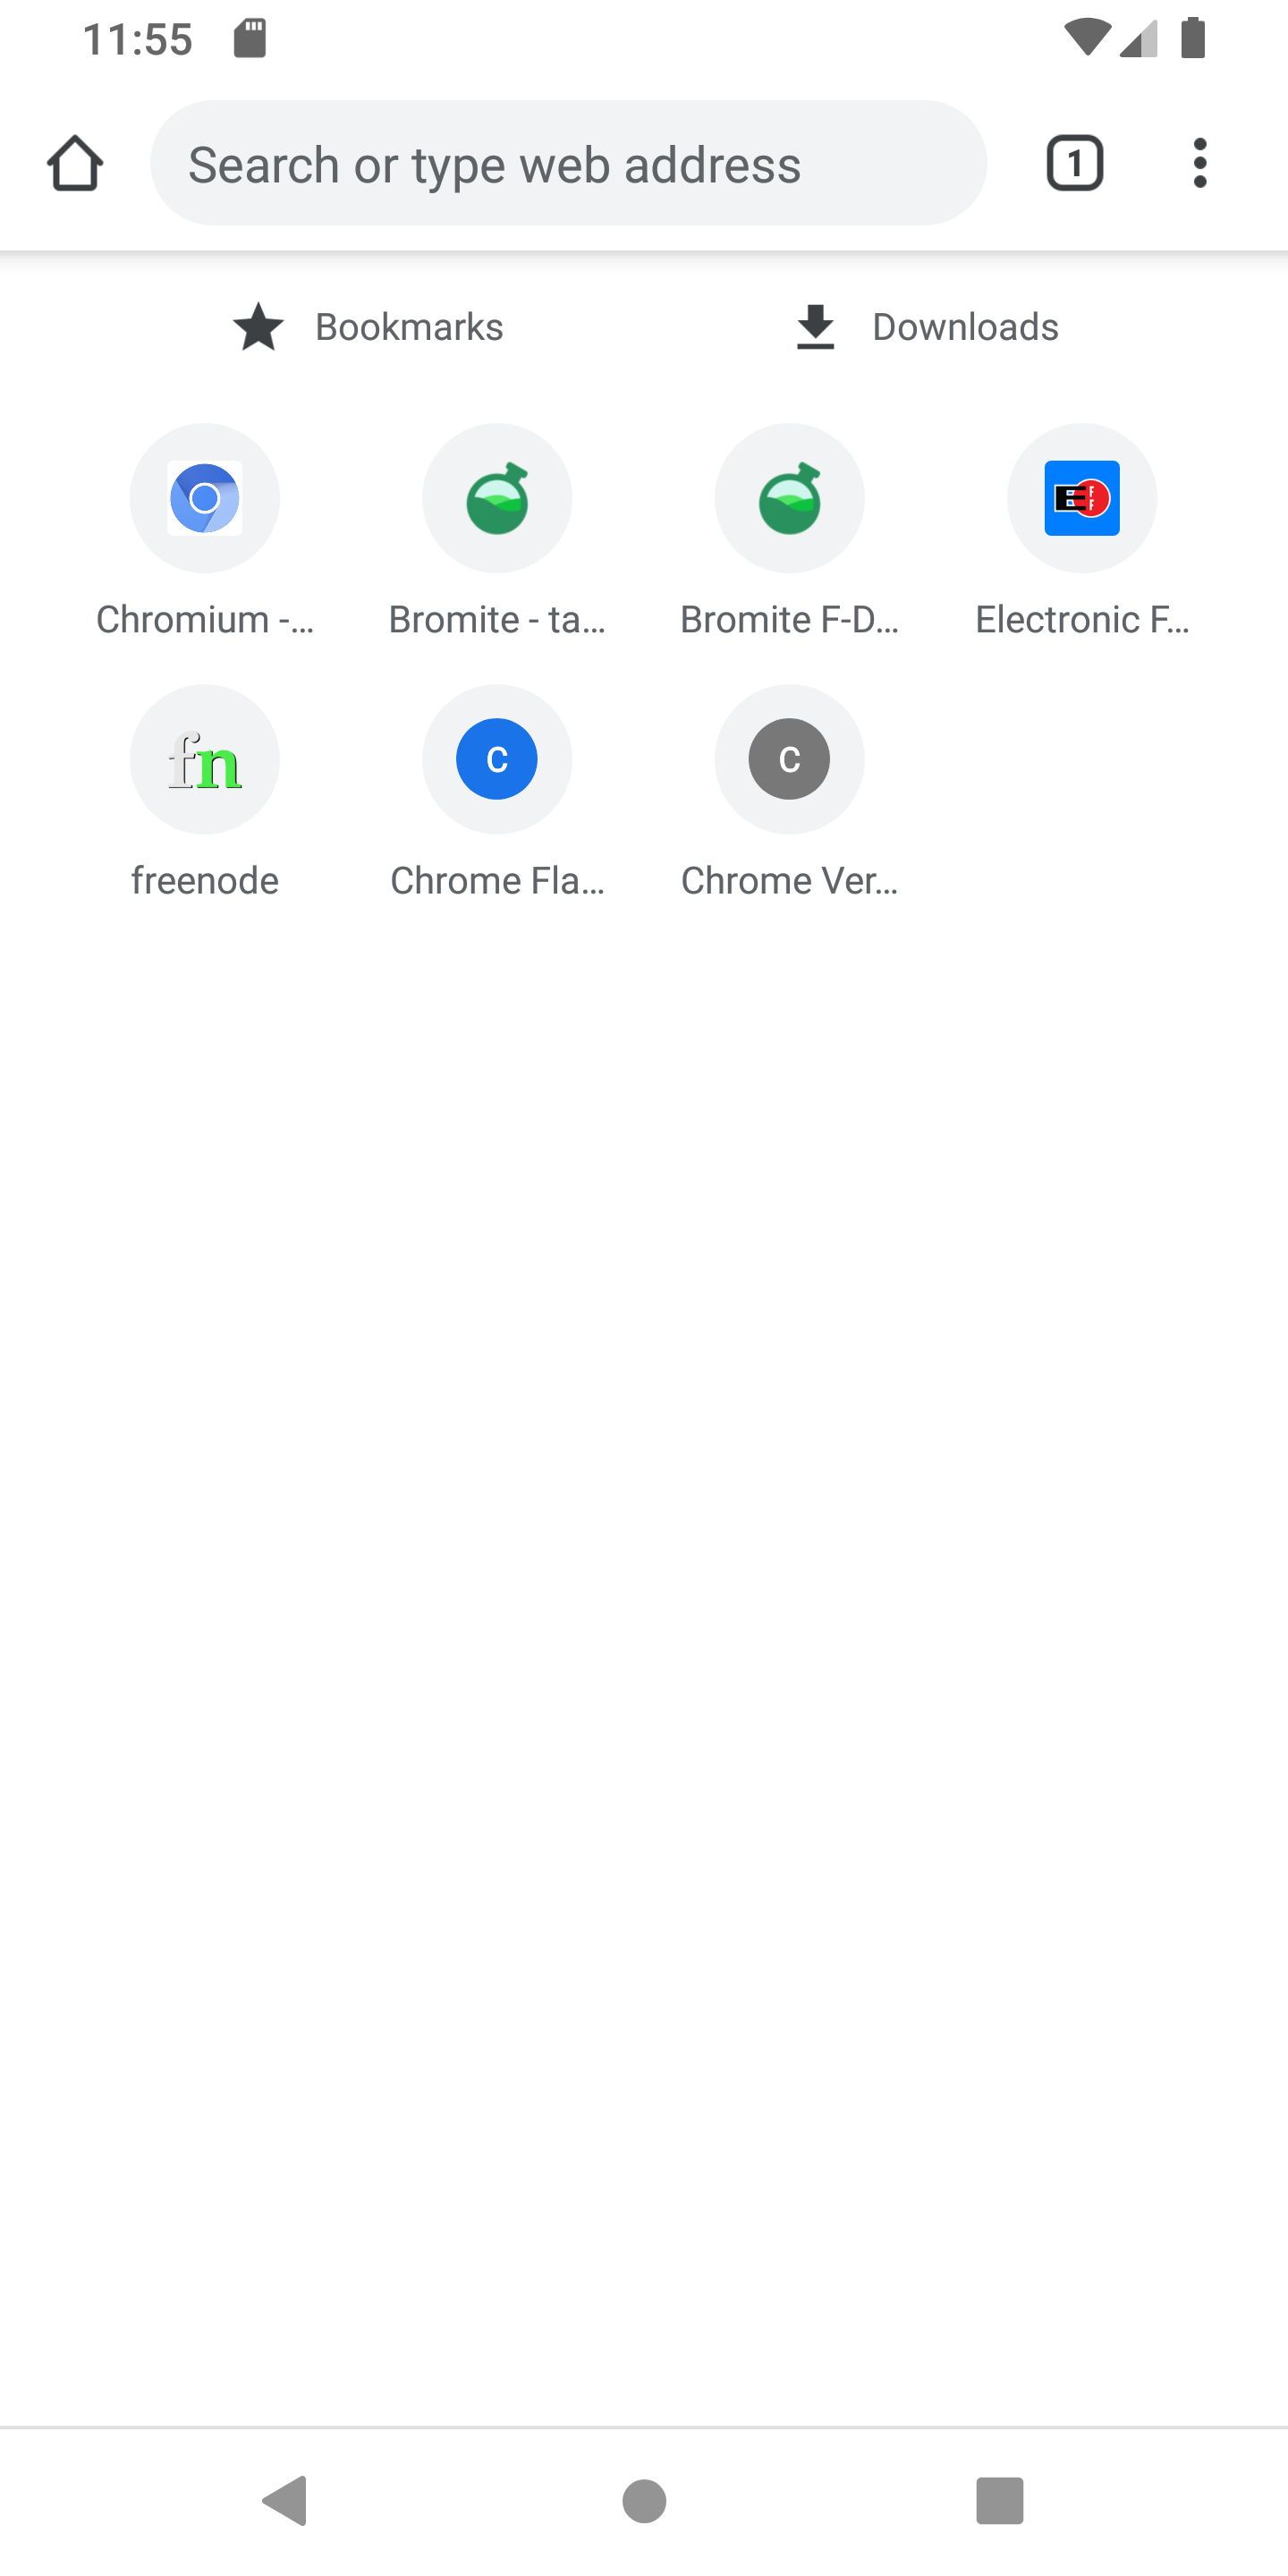 11:55
Search or type web address
1
Bookmarks
Downloads
E F F
Chromium -...
Bromite - ta...
Bromite F-D...
Electronic F...
fn
C
C
freenode
Chrome Fla...
Chrome Ver...